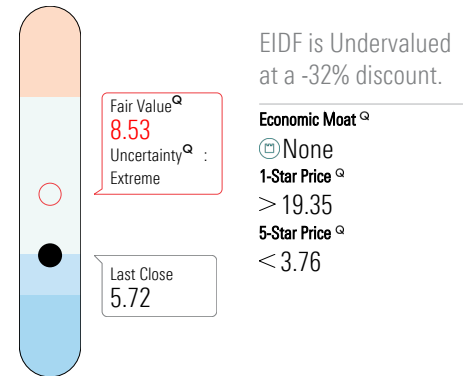 Fair Value Q
8.53
Uncertainty Q :
Extreme
Last Close
5.72
EIDF is Undervalued
at a -32% discount.
Economic Moat Q
None
1-Star Price Q
>19.35
5-Star Price Q
<3.76